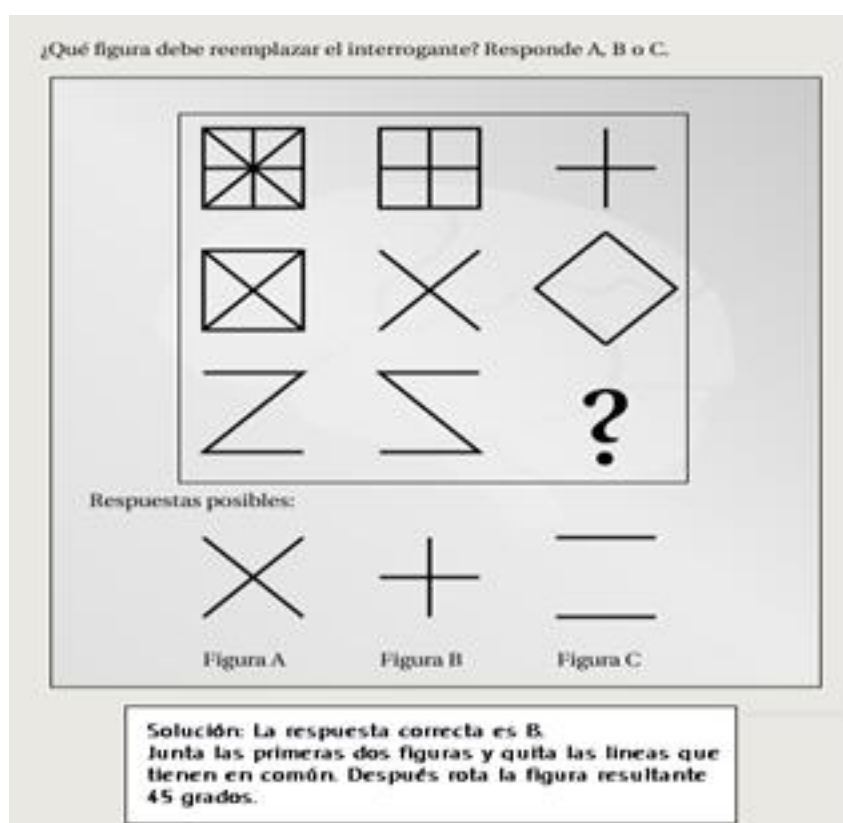 ¿Qué figura debe reemplazar el interrogante? Responde A, B o C.
?
Respuestas posibles:
Figura A
Figura B
Figura C
Solución: La respuesta correcta es B.
Junta las primeras dos figuras y quita las lineas que
tienen en común. Después rota la figura resultante
45 grados.